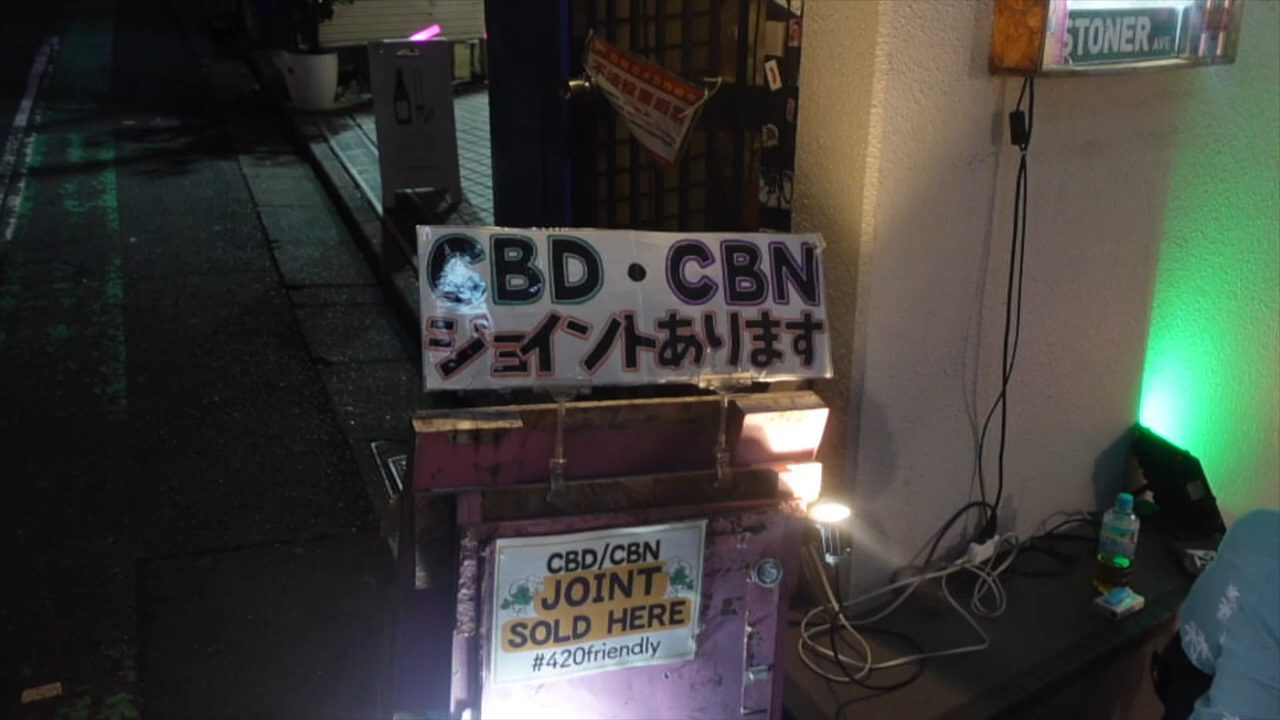 STONER AVE
CBD・CBN
ジョイントあります
CBD/CBN
JOINT
SOLD HERE
#420friendly